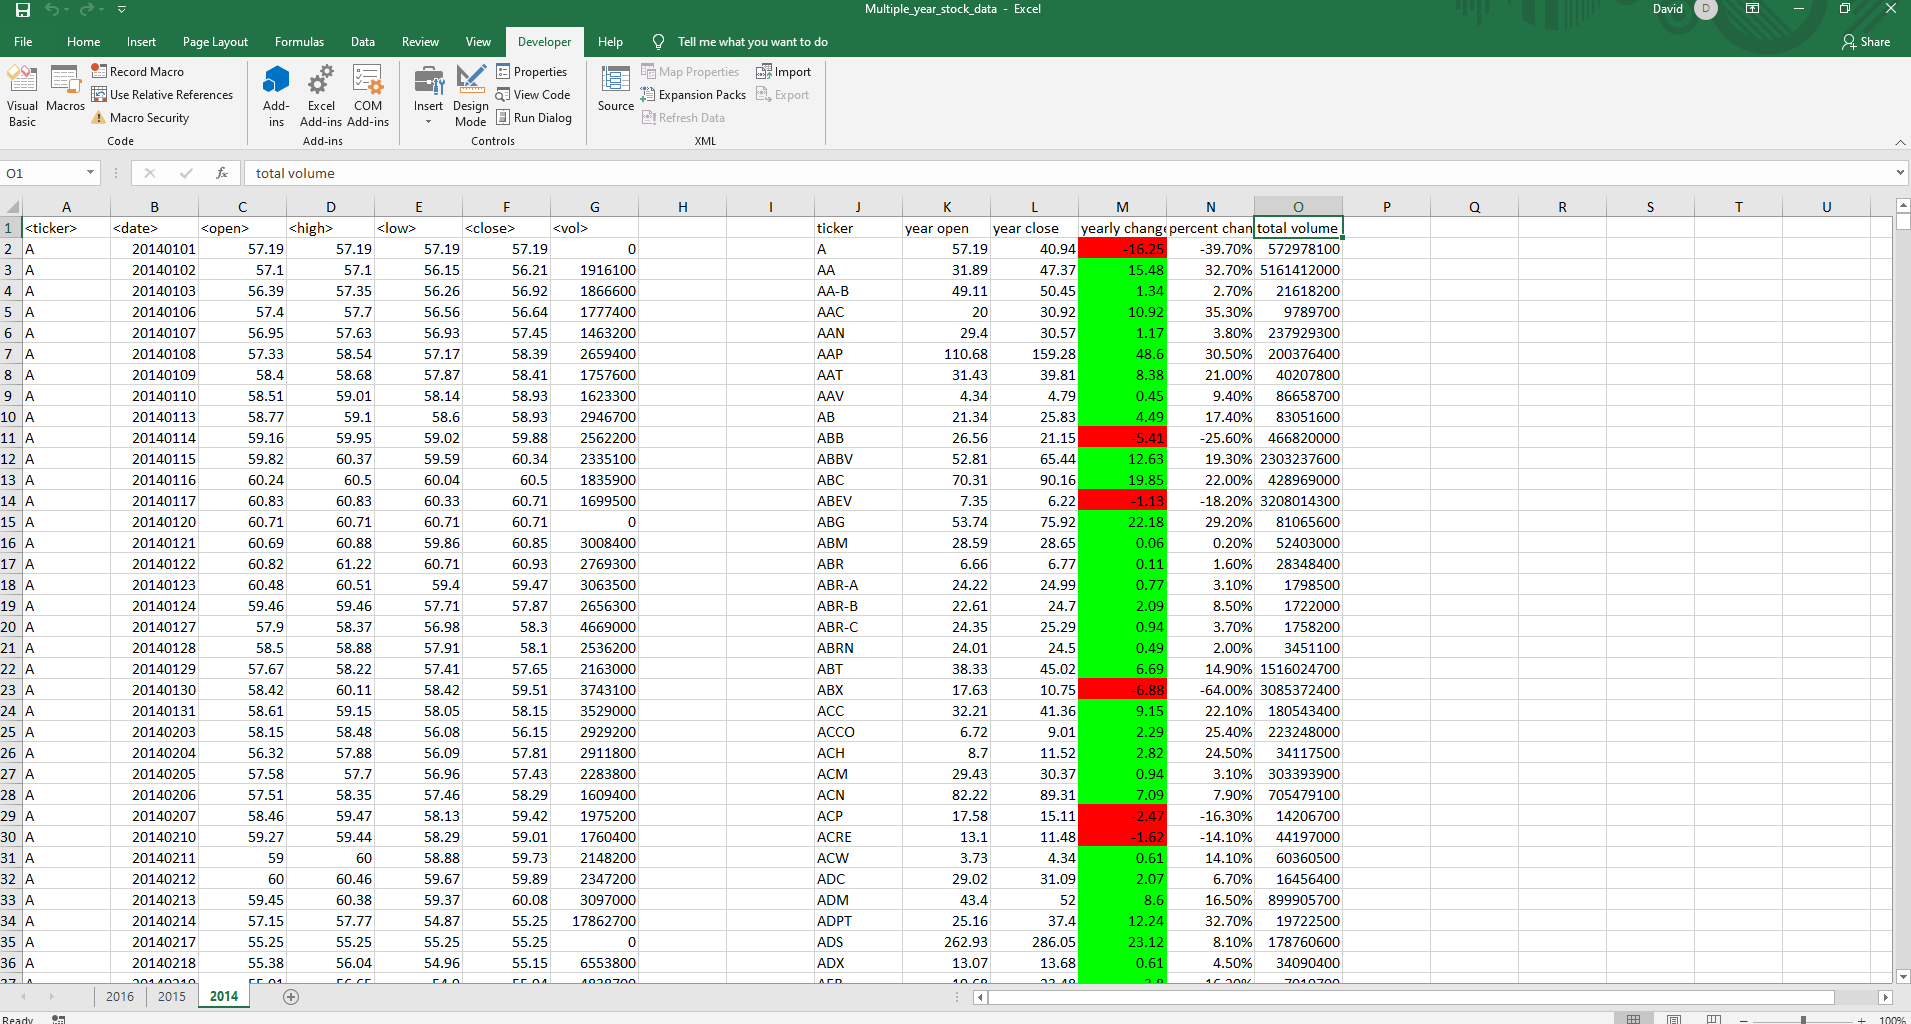 Multiple_year_stock_data - Excel
David D
File Home Insert Page Layout Formulas Data Review View Developer Help Tell me what you want to do Share
Visual Basic
Macros
Record Macro
Use Relative References
Macro Security
Code
Add-ins
Excel Add-ins
COM Add-ins
Add-ins
Insert
Design Mode
Properties
View Code
Run Dialog
Controls
Source
Map Properties
Expansion Packs
Refresh Data
Import
Export
XML
O1 fx total volume
A B C D E F G H I J K L M N O P Q R S T U
1 <ticker> <date> <open> <high> <low> <close> <vol> ticker year open year close yearly change percent chan total volume
2 A 20140101 57.19 57.19 57.19 57.19 0 A 57.19 40.94 -16.25 -39.70% 572978100
3 A 20140102 57.1 57.1 56.15 56.21 1916100 AA 31.89 47.37 15.48 32.70% 5161412000
4 A 20140103 56.39 57.35 56.26 56.92 1866600 AA-B 49.11 50.45 1.34 2.70% 21618200
5 A 20140106 57.4 57.7 56.56 56.64 1777400 AAC 20 30.92 10.92 35.30% 9789700
6 A 20140107 56.95 57.63 56.93 57.45 1463200 AAN 29.4 30.57 1.17 3.80% 237929300
7 A 20140108 57.33 58.54 57.17 58.39 2659400 AAP 110.68 159.28 48.6 30.50% 200376400
8 A 20140109 58.4 58.68 57.87 58.41 1757600 AAT 31.43 39.81 8.38 21.00% 40207800
9 A 20140110 58.51 59.01 58.14 58.93 1623300 AAV 4.34 4.79 0.45 9.40% 86658700
10 A 20140113 58.77 59.1 58.6 58.93 2946700 AB 21.34 25.83 4.49 17.40% 83051600
11 A 20140114 59.16 59.95 59.02 59.88 2562200 ABB 26.56 21.15 -5.41 -25.60% 466820000
12 A 20140115 59.82 60.37 59.59 60.34 2335100 ABBV 52.81 65.44 12.63 19.30% 2303237600
13 A 20140116 60.24 60.5 60.04 60.5 1835900 ABC 70.31 90.16 19.85 22.00% 428969000
14 A 20140117 60.83 60.83 60.33 60.71 1699500 ABEV 7.35 6.22 -1.13 -18.20% 3208014300
15 A 20140120 60.71 60.71 60.71 60.71 0 ABG 53.74 75.92 22.18 29.20% 81065600
16 A 20140121 60.69 60.88 59.86 60.85 3008400 ABM 28.59 28.65 0.06 0.20% 52403000
17 A 20140122 60.82 61.22 60.71 60.93 2769300 ABR 6.66 6.77 0.11 1.60% 28348400
18 A 20140123 60.48 60.51 59.4 59.47 3063500 ABR-A 24.22 24.99 0.77 3.10% 1798500
19 A 20140124 59.46 59.46 57.71 57.87 2656300 ABR-B 22.61 24.7 2.09 8.50% 1722000
20 A 20140127 57.9 58.37 56.98 58.3 4669000 ABR-C 24.35 25.29 0.94 3.70% 1758200
21 A 20140128 58.5 58.88 57.91 58.1 2536200 ABRN 24.01 24.5 0.49 2.00% 3451100
22 A 20140129 57.67 58.22 57.41 57.65 2163000 ABT 38.33 45.02 6.69 14.90% 1516024700
23 A 20140130 58.42 60.11 58.42 59.51 3743100 ABX 17.63 10.75 -6.88 -64.00% 3085372400
24 A 20140131 58.61 59.15 58.05 58.15 3529000 ACC 32.21 41.36 9.15 22.10% 180543400
25 A 20140203 58.15 58.48 56.08 56.15 2929200 ACCO 6.72 9.01 2.29 25.40% 223248000
26 A 20140204 56.32 57.88 56.09 57.81 2911800 ACH 8.7 11.52 2.82 24.50% 34117500
27 A 20140205 57.58 57.7 56.96 57.43 2283800 ACM 29.43 30.37 0.94 3.10% 303393900
28 A 20140206 57.51 58.35 57.46 58.29 1609400 ACN 82.22 89.31 7.09 7.90% 705479100
29 A 20140207 58.46 59.47 58.13 59.42 1975200 ACP 17.58 15.11 -2.47 -16.30% 14206700
30 A 20140210 59.27 59.44 58.29 59.01 1760400 ACRE 13.1 11.48 -1.62 -14.10% 44197000
31 A 20140211 59 60 58.88 59.73 2148200 ACW 3.73 4.34 0.61 14.10% 60360500
32 A 20140212 60 60.46 59.67 59.89 2347200 ADC 29.02 31.09 2.07 6.70% 16456400
33 A 20140213 59.45 60.38 59.37 60.08 3097000 ADM 43.4 52 8.6 16.50% 899905700
34 A 20140214 57.15 57.77 54.87 55.25 17862700 ADPT 25.16 37.4 12.24 32.70% 19722500
35 A 20140217 55.25 55.25 55.25 55.25 0 ADS 262.93 286.05 23.12 8.10% 178760600
36 A 20140218 55.38 56.04 54.96 55.15 6553800 ADX 13.07 13.68 0.61 4.50% 34090400
2016 2015 2014
Ready 100%